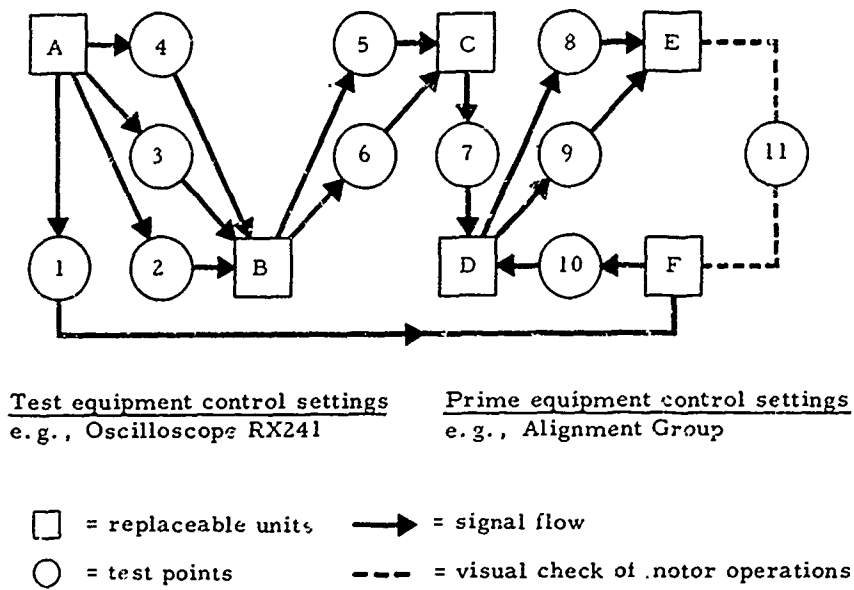 A 4 5 C 8 E
3 6 7 9 11
1 2 B D 10 F
Test equipment control settings Prime equipment control settings
e.g., Oscilloscope RX241 e.g., Alignment Group
= replaceable units = signal flow
= test points = visual check of .notor operations